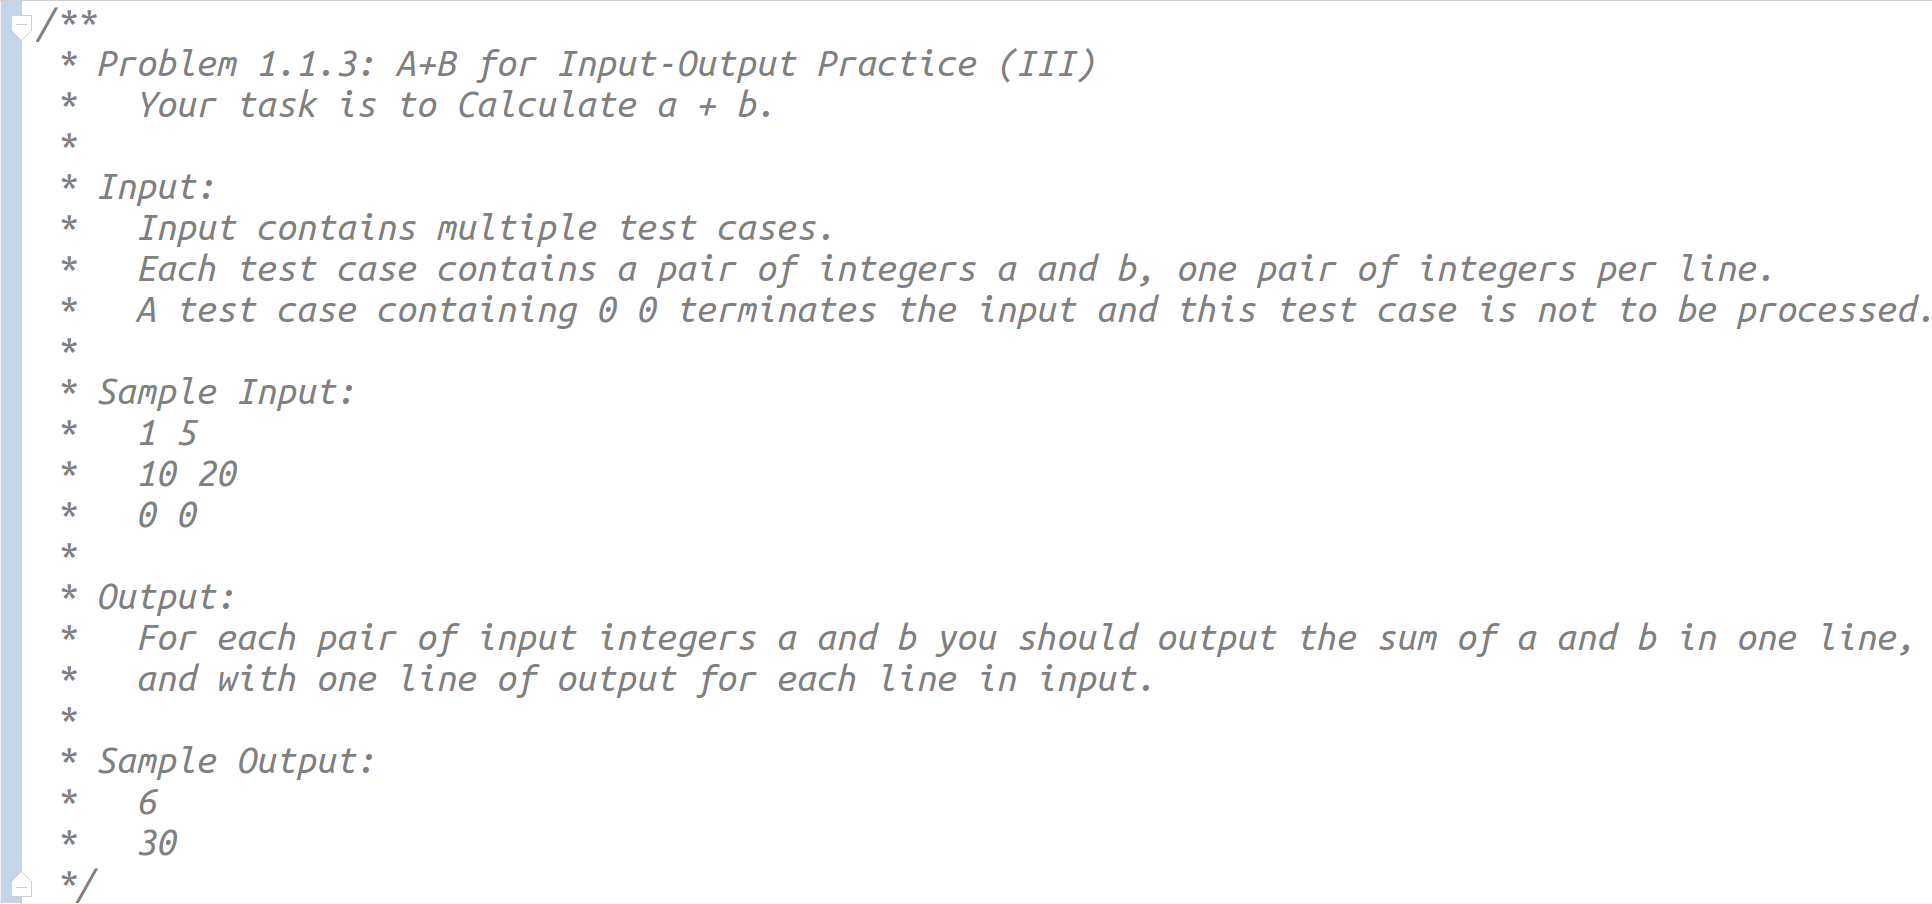 /**
 * Problem 1.1.3: A+B for Input-Output Practice (III)
 *   Your task is to Calculate a + b.
 *
 * Input:
 *   Input contains multiple test cases.
 *   Each test case contains a pair of integers a and b, one pair of integers per line.
 *   A test case containing 0 0 terminates the input and this test case is not to be processed.
 *
 * Sample Input:
 *   1 5
 *   10 20
 *   0 0
 *
 * Output:
 *   For each pair of input integers a and b you should output the sum of a and b in one line,
 *   and with one line of output for each line in input.
 *
 * Sample Output:
 *   6
 *   30
 */